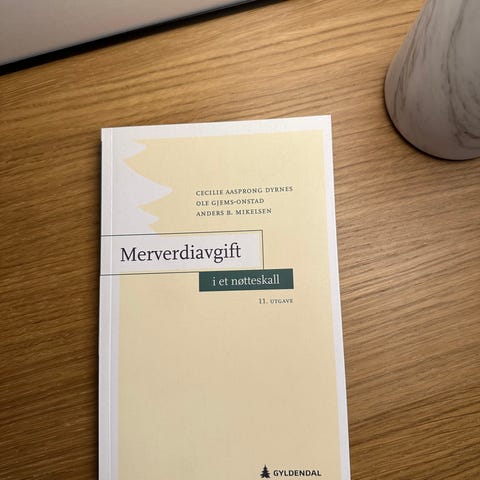 CECILIE AASPRONG DYRNES
OLE GJEMS-ONSTAD
ANDERS B. MIKELSEN
Merverdiavgift
i et nøtteskall
11. UTGAVE
GYLDENDAL